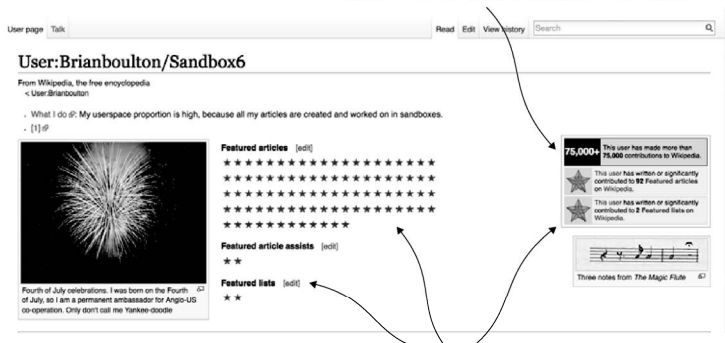 User page Talk Read Edit View history Search
User:Brianboulton/Sandbox6
From Wikipedia, the free encyclopedia
< User:Brianboulton
What I do: My userspace proportion is high, because all my articles are created and worked on in sandboxes.
[1]
Featured articles [edit]
Featured article assists [edit]
Featured lists [edit]
Fourth of July celebrations. I was born on the Fourth
of July, so I am a permanent ambassador for Anglo-US
co-operation. Only don't call me Yankee-doodle
75,000+ This user has made more than
75,000 contributions to Wikipedia.
This user has written or significantly
contributed to 92 Featured articles
on Wikipedia.
This user has written or significantly
contributed to 2 Featured lists on
Wikipedia.
Three notes from The Magic Flute